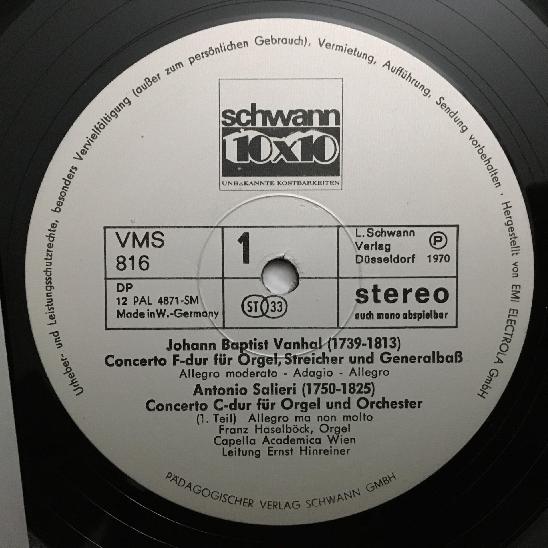 Urheber- und Leistungsschutzrechte, besonders Vervielfältigung (außer zum persönlichen Gebrauch), Vermietung, Aufführung, Sendung vorbehalten · Hergestellt von EMI ELECTROLA GmbH
schwann
10x10
UNBEKANNTE KOSTBARKEITEN
VMS
816
1
L. Schwann
Verlag
Düsseldorf
P
1970
DP
12 PAL 4871-SM
Made in W.-Germany
ST 33
stereo
auch mono abspielbar
Johann Baptist Vanhal (1739-1813)
Concerto F-dur für Orgel, Streicher und Generalbaß
Allegro moderato - Adagio - Allegro
Antonio Salieri (1750-1825)
Concerto C-dur für Orgel und Orchester
(1. Teil) Allegro ma non molto
Franz Haselböck, Orgel
Capella Academica Wien
Leitung Ernst Hinreiner
PÄDAGOGISCHER VERLAG SCHWANN GMBH